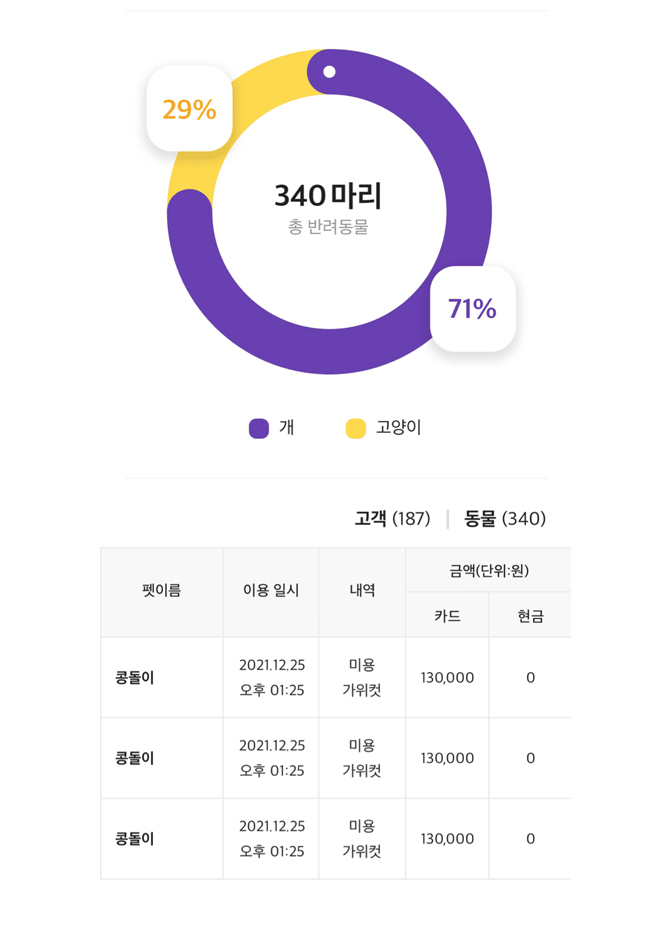 29%
340마리
총 반려동물
71%
개 고양이
고객 (187) | 동물 (340)
펫이름 이용 일시 내역 금액(단위:원)
카드 현금
콩돌이 2021.12.25 오후 01:25 미용 가위컷 130,000 0
콩돌이 2021.12.25 오후 01:25 미용 가위컷 130,000 0
콩돌이 2021.12.25 오후 01:25 미용 가위컷 130,000 0